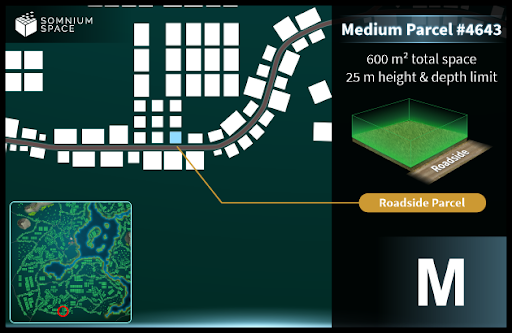 SOMNIUM
SPACE
Medium Parcel #4643
600 m² total space
25 m height & depth limit
Roadside
Roadside Parcel
M